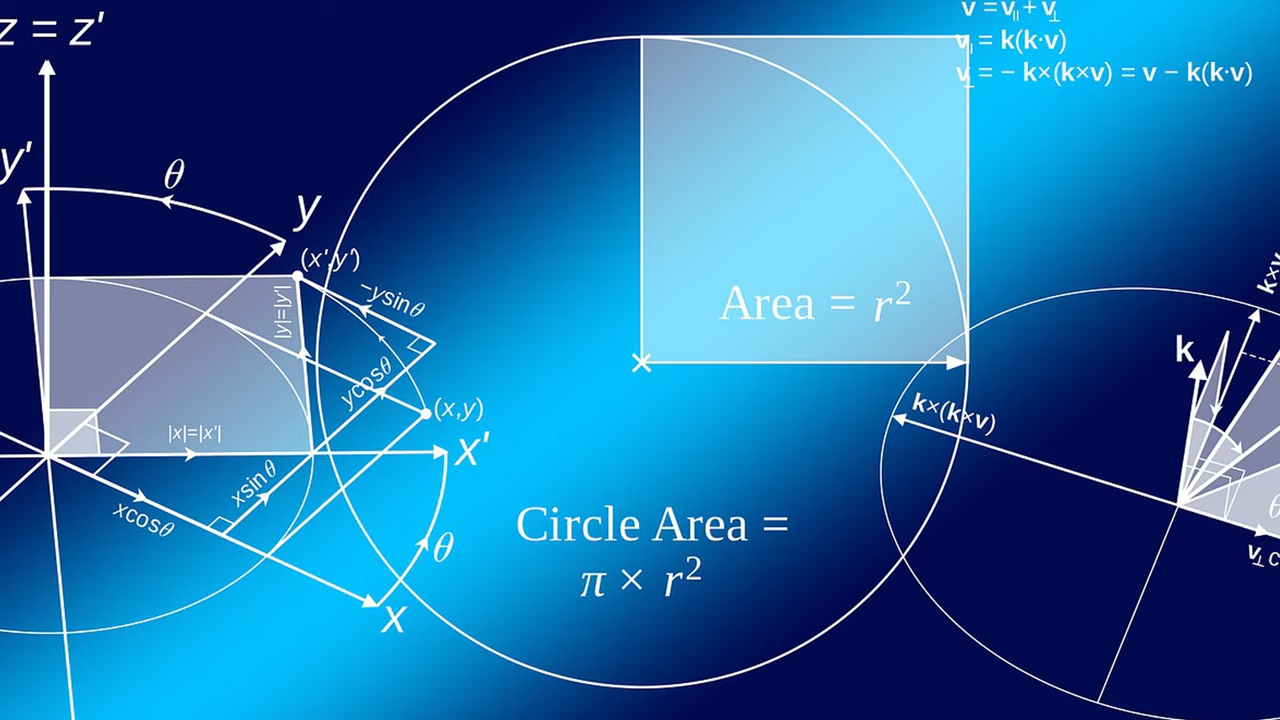 z = z'
y'
θ
y
(x',y')
−ysinθ
|y|=|y'|
ycosθ
(x,y)
|x|=|x'|
x'
xsinθ
xcosθ
θ
x
Area = r²
Circle Area =
π × r²
v = v∥ + v⊥
v∥ = k(k·v)
v⊥ = − k×(k×v) = v − k(k·v)
k×v
k
k×(k×v)
θ
v⊥c